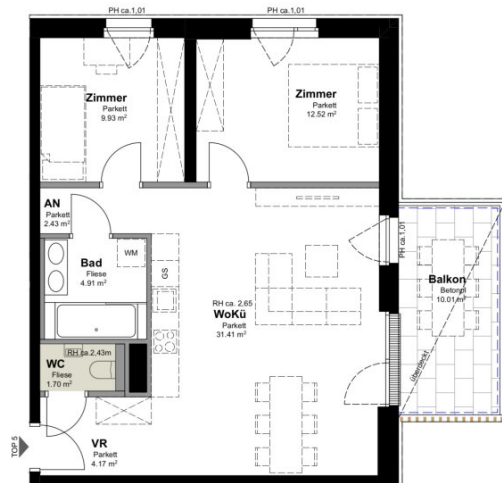 PH ca.1,01
PH ca.1,01
Zimmer
Parkett
9.93 m²
Zimmer
Parkett
12.52 m²
AN
Parkett
2.43 m²
Bad
Fliese
4.91 m²
WM
GS
PH ca.1,01
Balkon
Betonpl
10.01 m²
überdeckt
RH ca. 2,65
WoKü
Parkett
31.41 m²
RH ca.2,43m
WC
Fliese
1.70 m²
TOP 5
VR
Parkett
4.17 m²